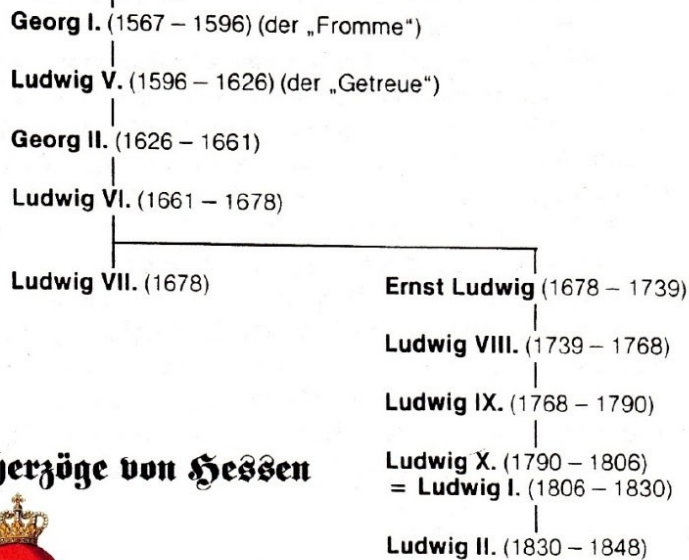 Georg I. (1567 – 1596) (der „Fromme“)
Ludwig V. (1596 – 1626) (der „Getreue“)
Georg II. (1626 – 1661)
Ludwig VI. (1661 – 1678)
Ludwig VII. (1678)
Ernst Ludwig (1678 – 1739)
Ludwig VIII. (1739 – 1768)
Ludwig IX. (1768 – 1790)
Ludwig X. (1790 – 1806)
= Ludwig I. (1806 – 1830)
herzöge von Hessen
Ludwig II. (1830 – 1848)